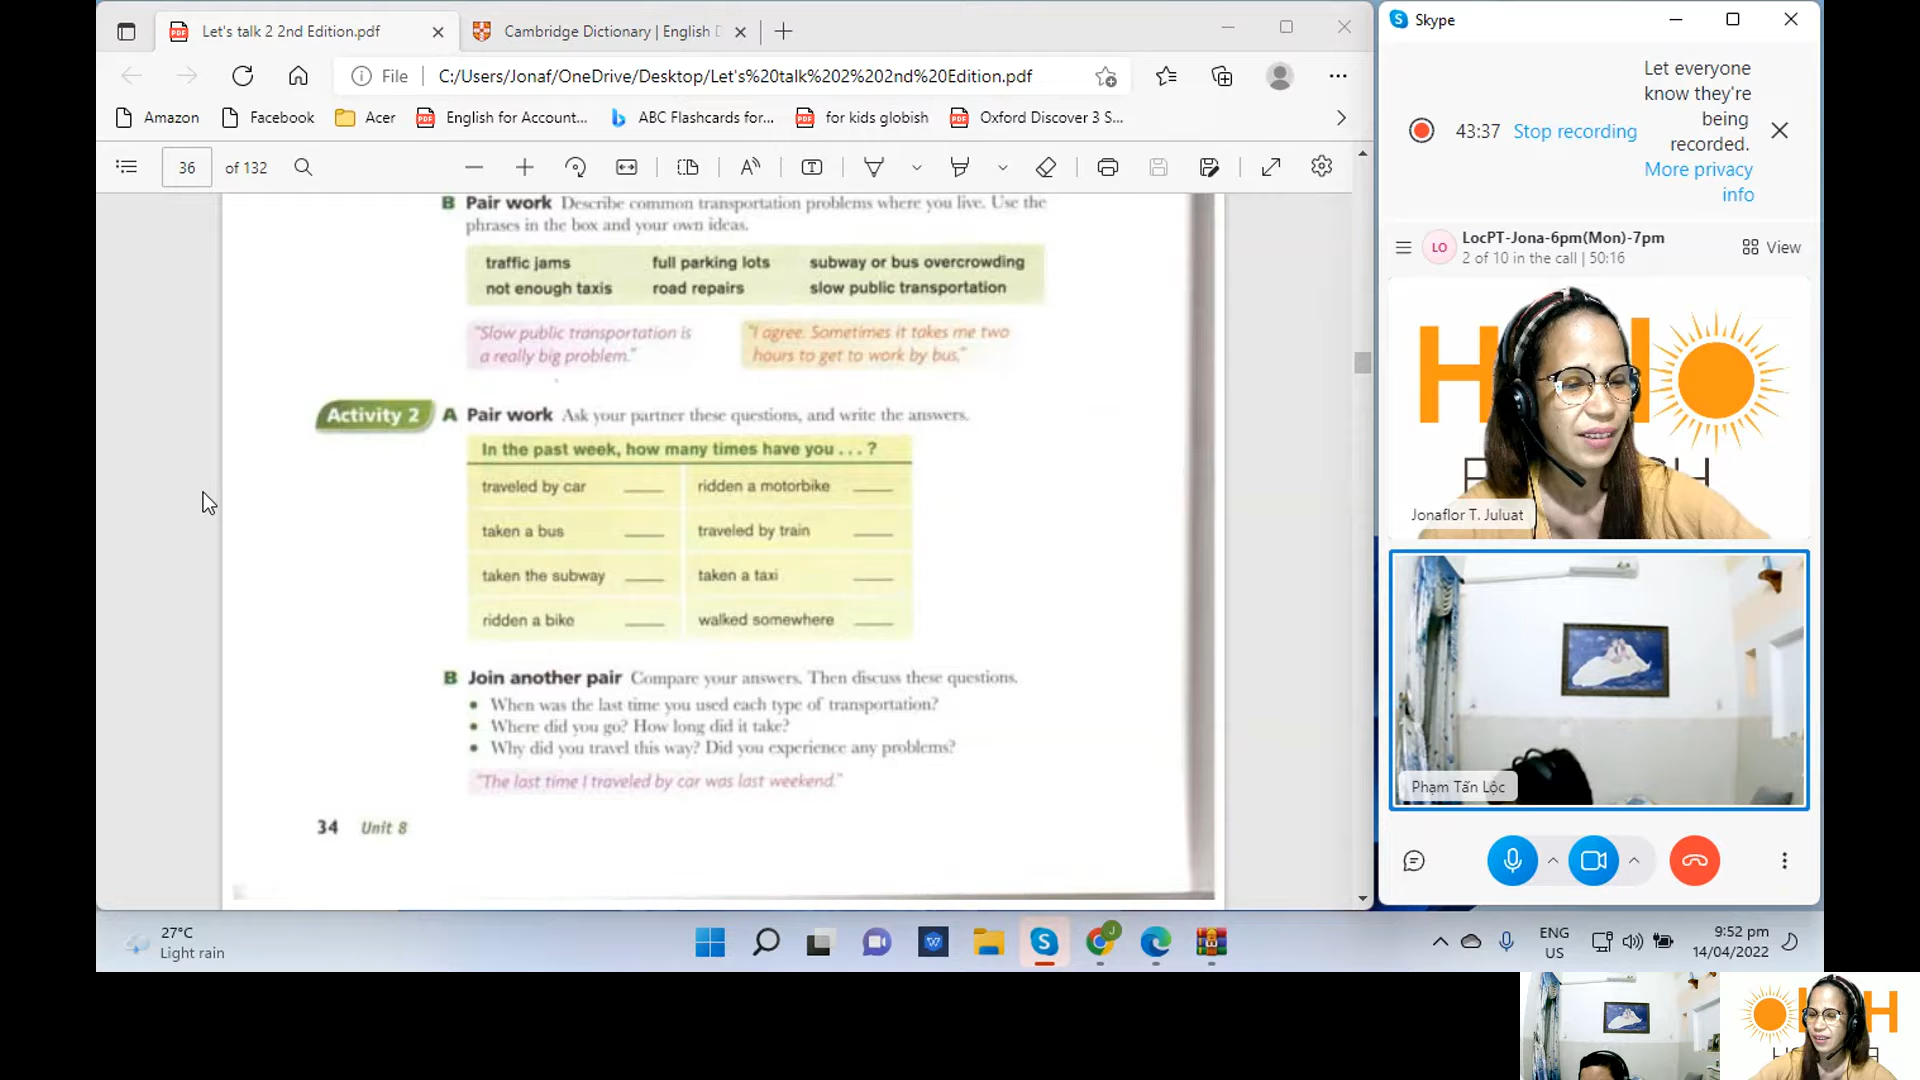 Let's talk 2 2nd Edition.pdf
Cambridge Dictionary | English D
File
C:/Users/Jonaf/OneDrive/Desktop/Let's%20talk%202%202nd%20Edition.pdf
Amazon
Facebook
Acer
English for Account...
ABC Flashcards for...
for kids globish
Oxford Discover 3 S...
36 of 132
B Pair work Describe common transportation problems where you live. Use the
phrases in the box and your own ideas.
traffic jams full parking lots subway or bus overcrowding
not enough taxis road repairs slow public transportation
"Slow public transportation is
a really big problem."
"I agree. Sometimes it takes me two
hours to get to work by bus."
Activity 2 A Pair work Ask your partner these questions, and write the answers.
In the past week, how many times have you . . . ?
traveled by car ____ ridden a motorbike ____
taken a bus ____ traveled by train ____
taken the subway ____ taken a taxi ____
ridden a bike ____ walked somewhere ____
B Join another pair Compare your answers. Then discuss these questions.
• When was the last time you used each type of transportation?
• Where did you go? How long did it take?
• Why did you travel this way? Did you experience any problems?
"The last time I traveled by car was last weekend."
34 Unit 8
Skype
43:37 Stop recording
Let everyone
know they're
being
recorded.
More privacy
info
LO
LocPT-Jona-6pm(Mon)-7pm
2 of 10 in the call | 50:16
View
Jonaflor T. Juluat
Phạm Tấn Lộc
27°C
Light rain
ENG
US
9:52 pm
14/04/2022